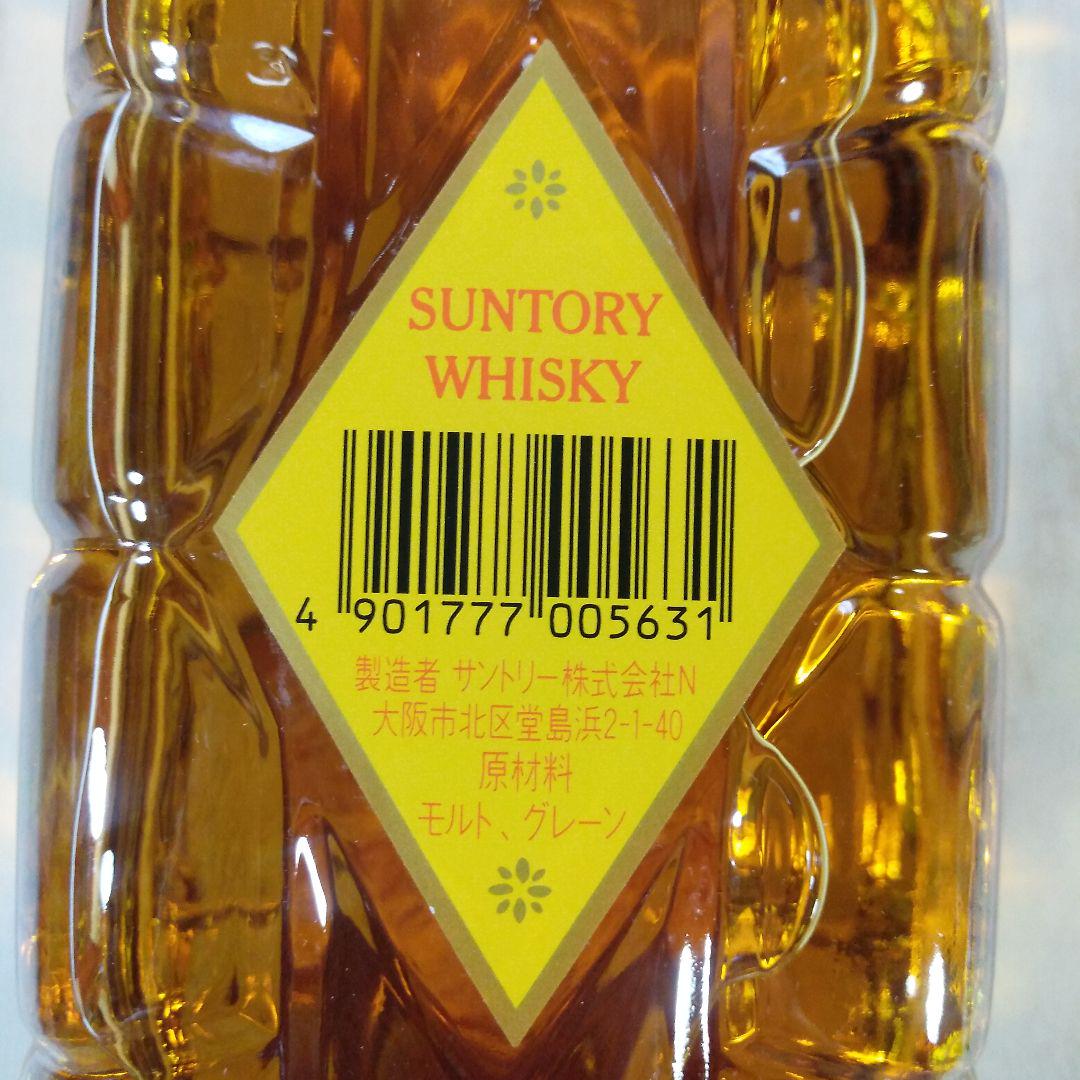 SUNTORY
WHISKY
4 901777 005631
製造者 サントリー株式会社N
大阪市北区堂島浜2-1-40
原材料
モルト、グレーン